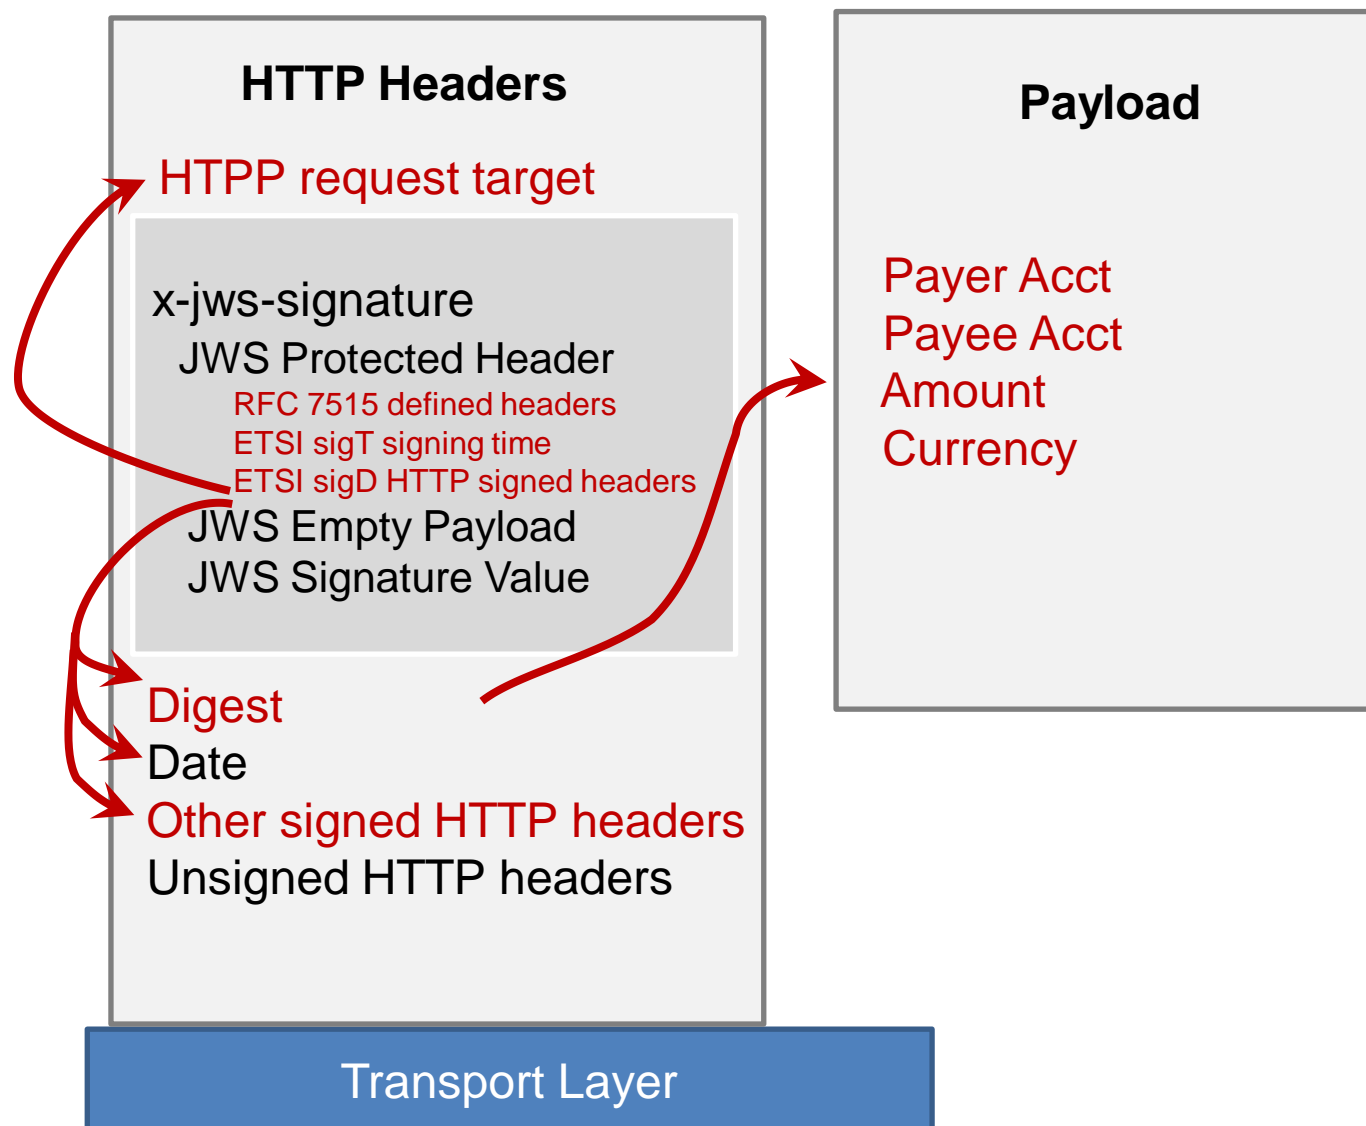 HTTP Headers
HTPP request target
x-jws-signature
JWS Protected Header
RFC 7515 defined headers
ETSI sigT signing time
ETSI sigD HTTP signed headers
JWS Empty Payload
JWS Signature Value
Digest
Date
Other signed HTTP headers
Unsigned HTTP headers
Transport Layer
Payload
Payer Acct
Payee Acct
Amount
Currency